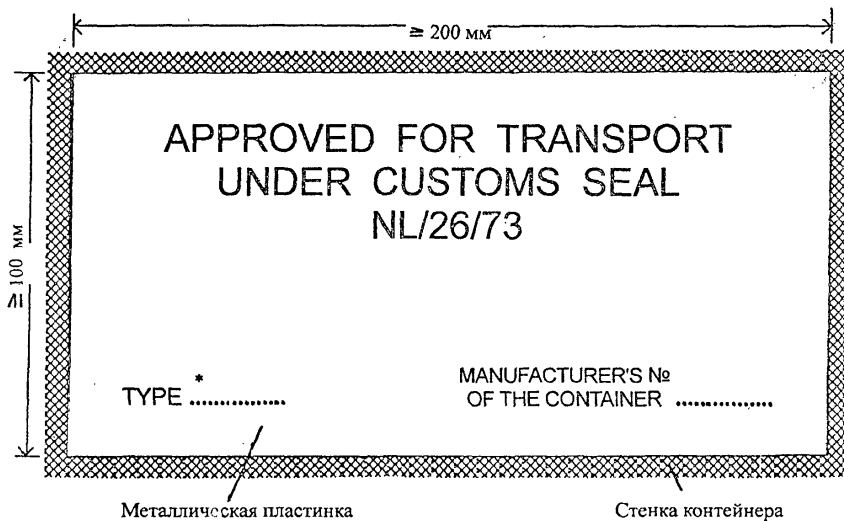 ≧ 200 мм
≧ 100 мм
APPROVED FOR TRANSPORT
UNDER CUSTOMS SEAL
NL/26/73
*
TYPE ................
MANUFACTURER'S №
OF THE CONTAINER ................
Металлическая пластинка
Стенка контейнера